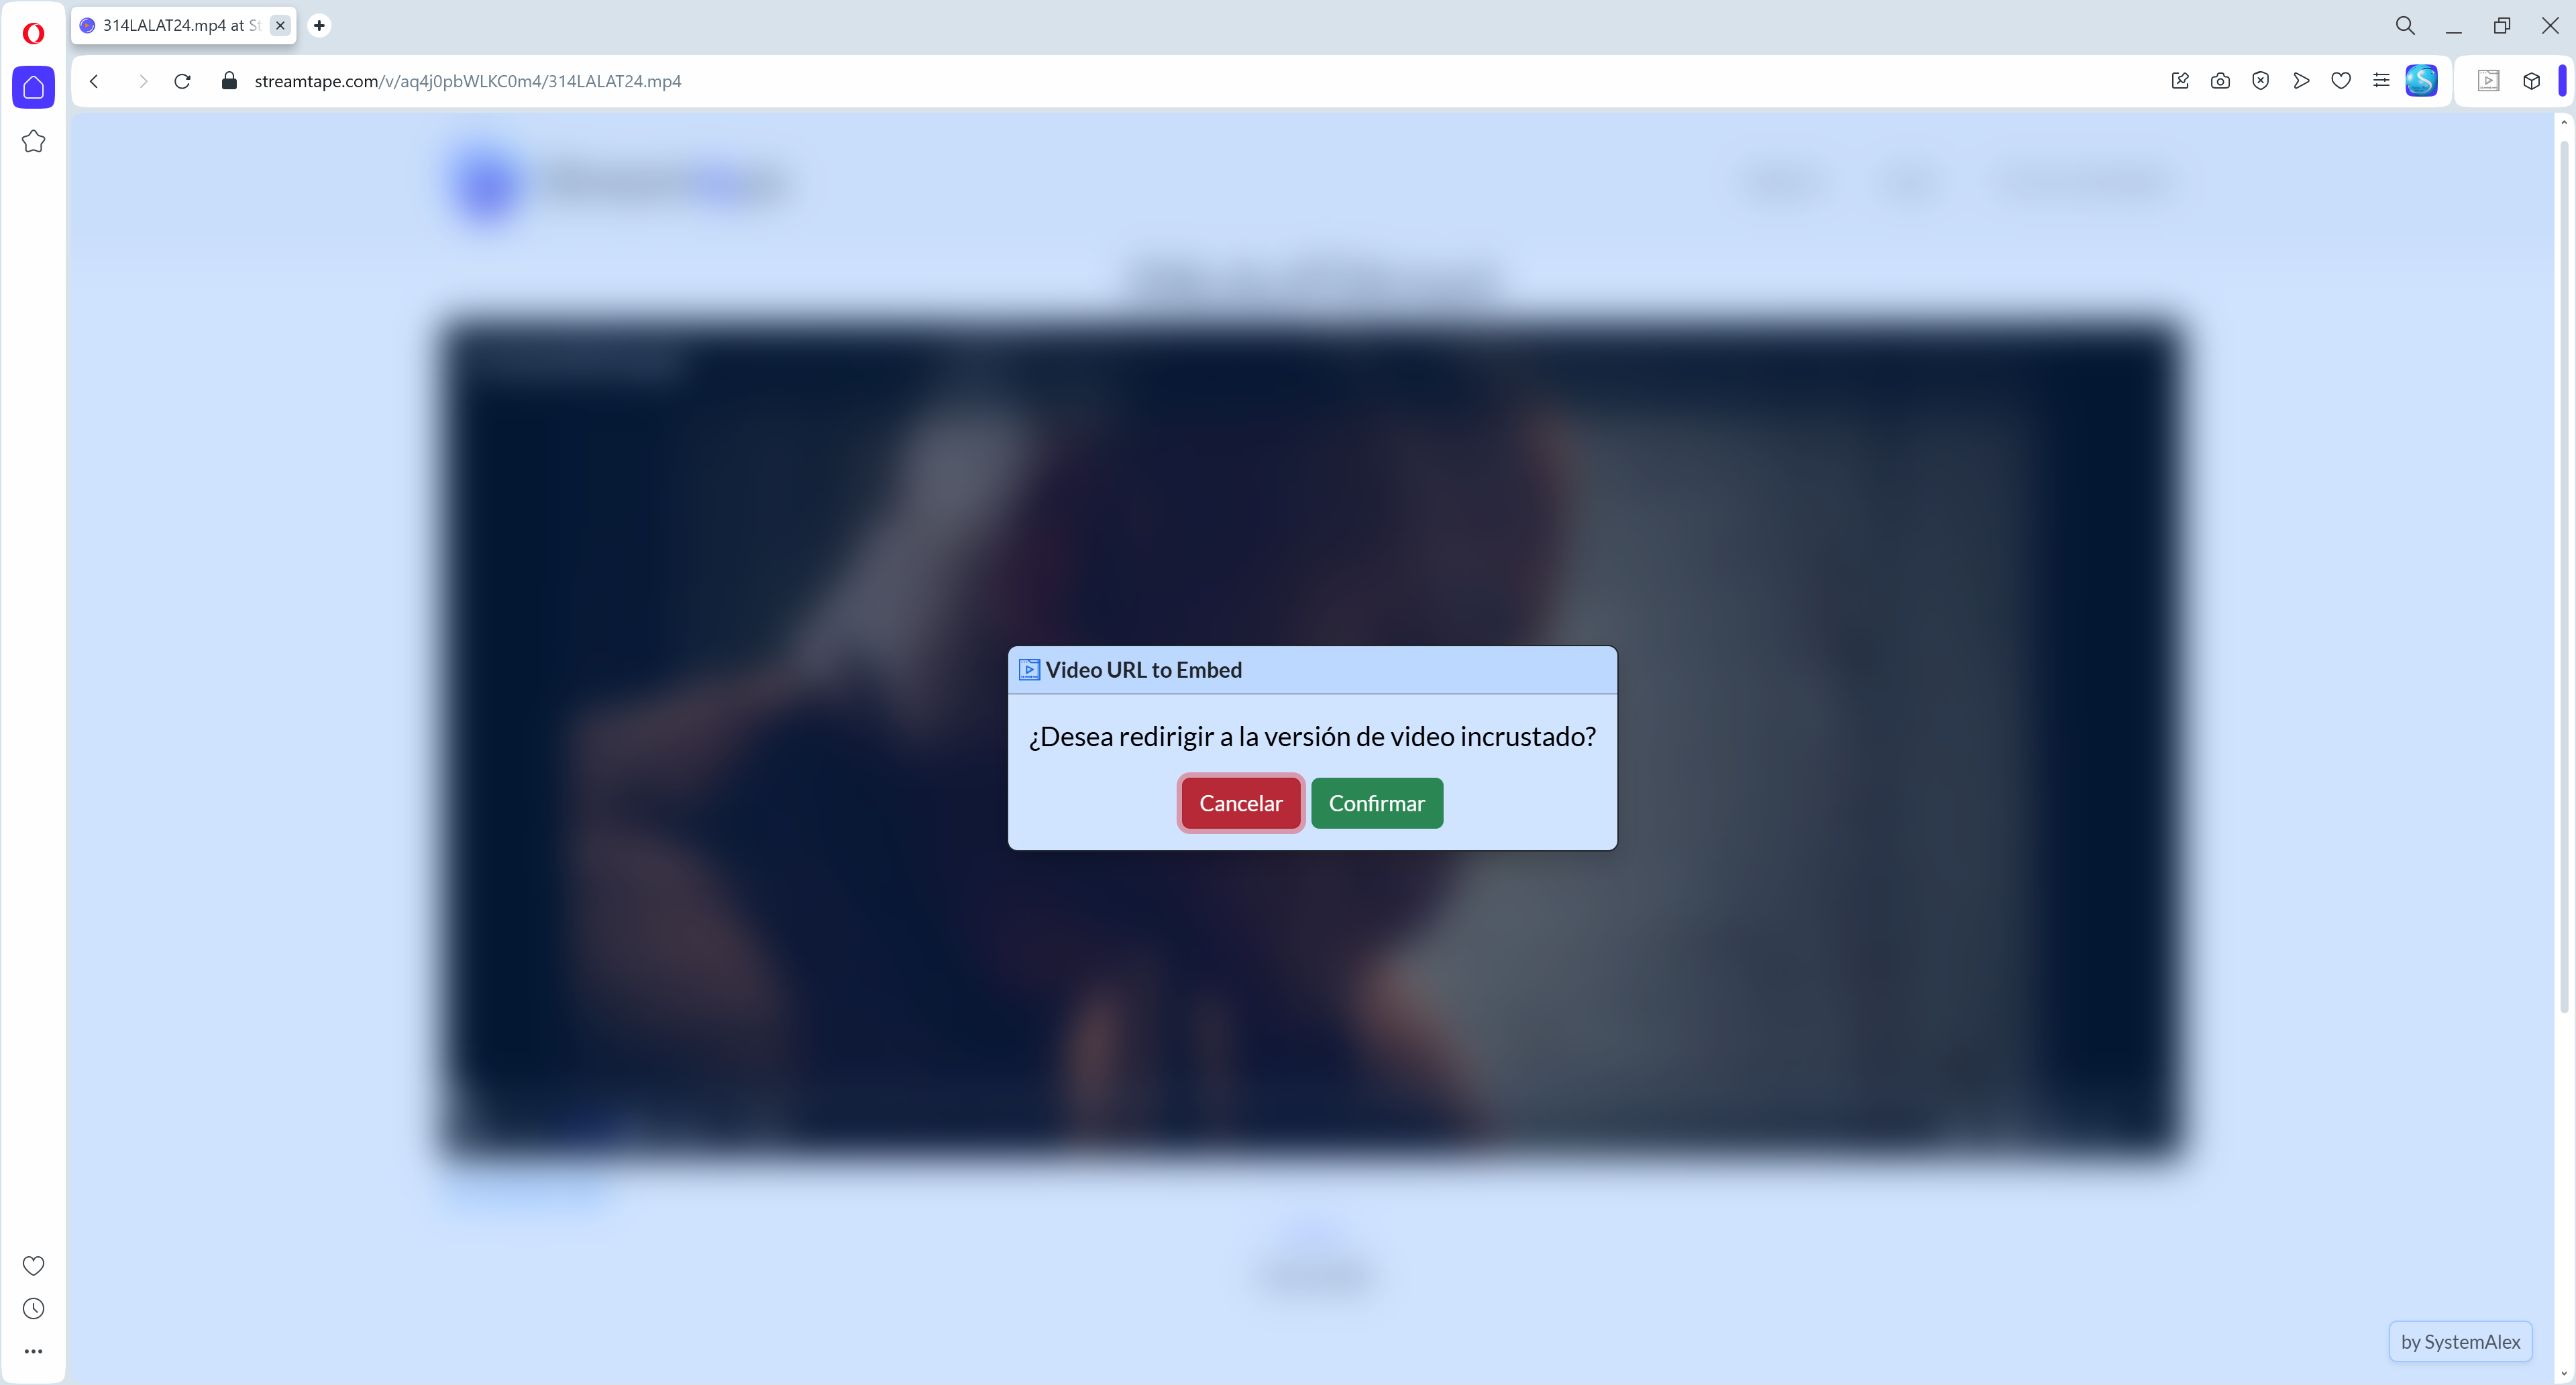 314LALAT24.mp4 at St
streamtape.com/v/aq4j0pbWLKC0m4/314LALAT24.mp4
Video URL to Embed
¿Desea redirigir a la versión de video incrustado?
Cancelar Confirmar
by SystemAlex